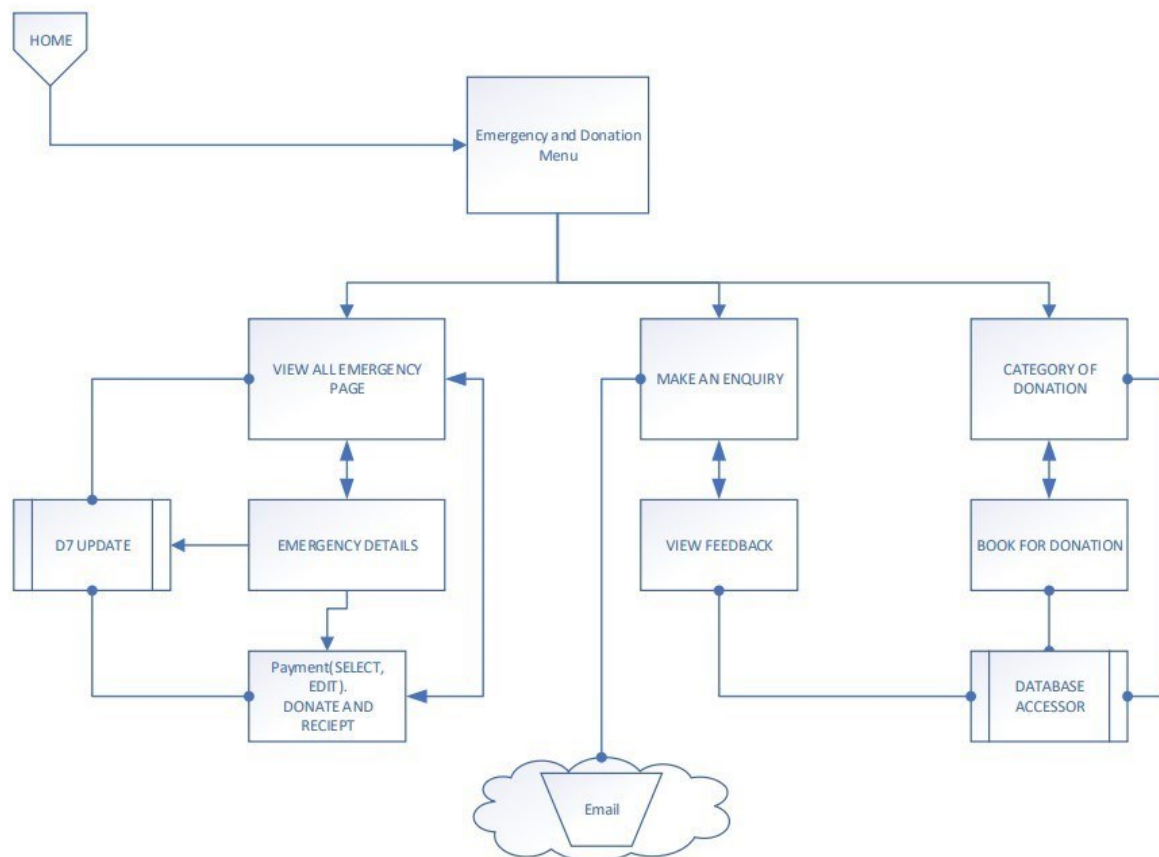 HOME
Emergency and Donation
Menu
VIEW ALL EMERGENCY
PAGE
MAKE AN ENQUIRY
CATEGORY OF
DONATION
D7 UPDATE
EMERGENCY DETAILS
VIEW FEEDBACK
BOOK FOR DONATION
Payment(SELECT,
EDIT).
DONATE AND
RECIEPT
DATABASE
ACCESSOR
Email